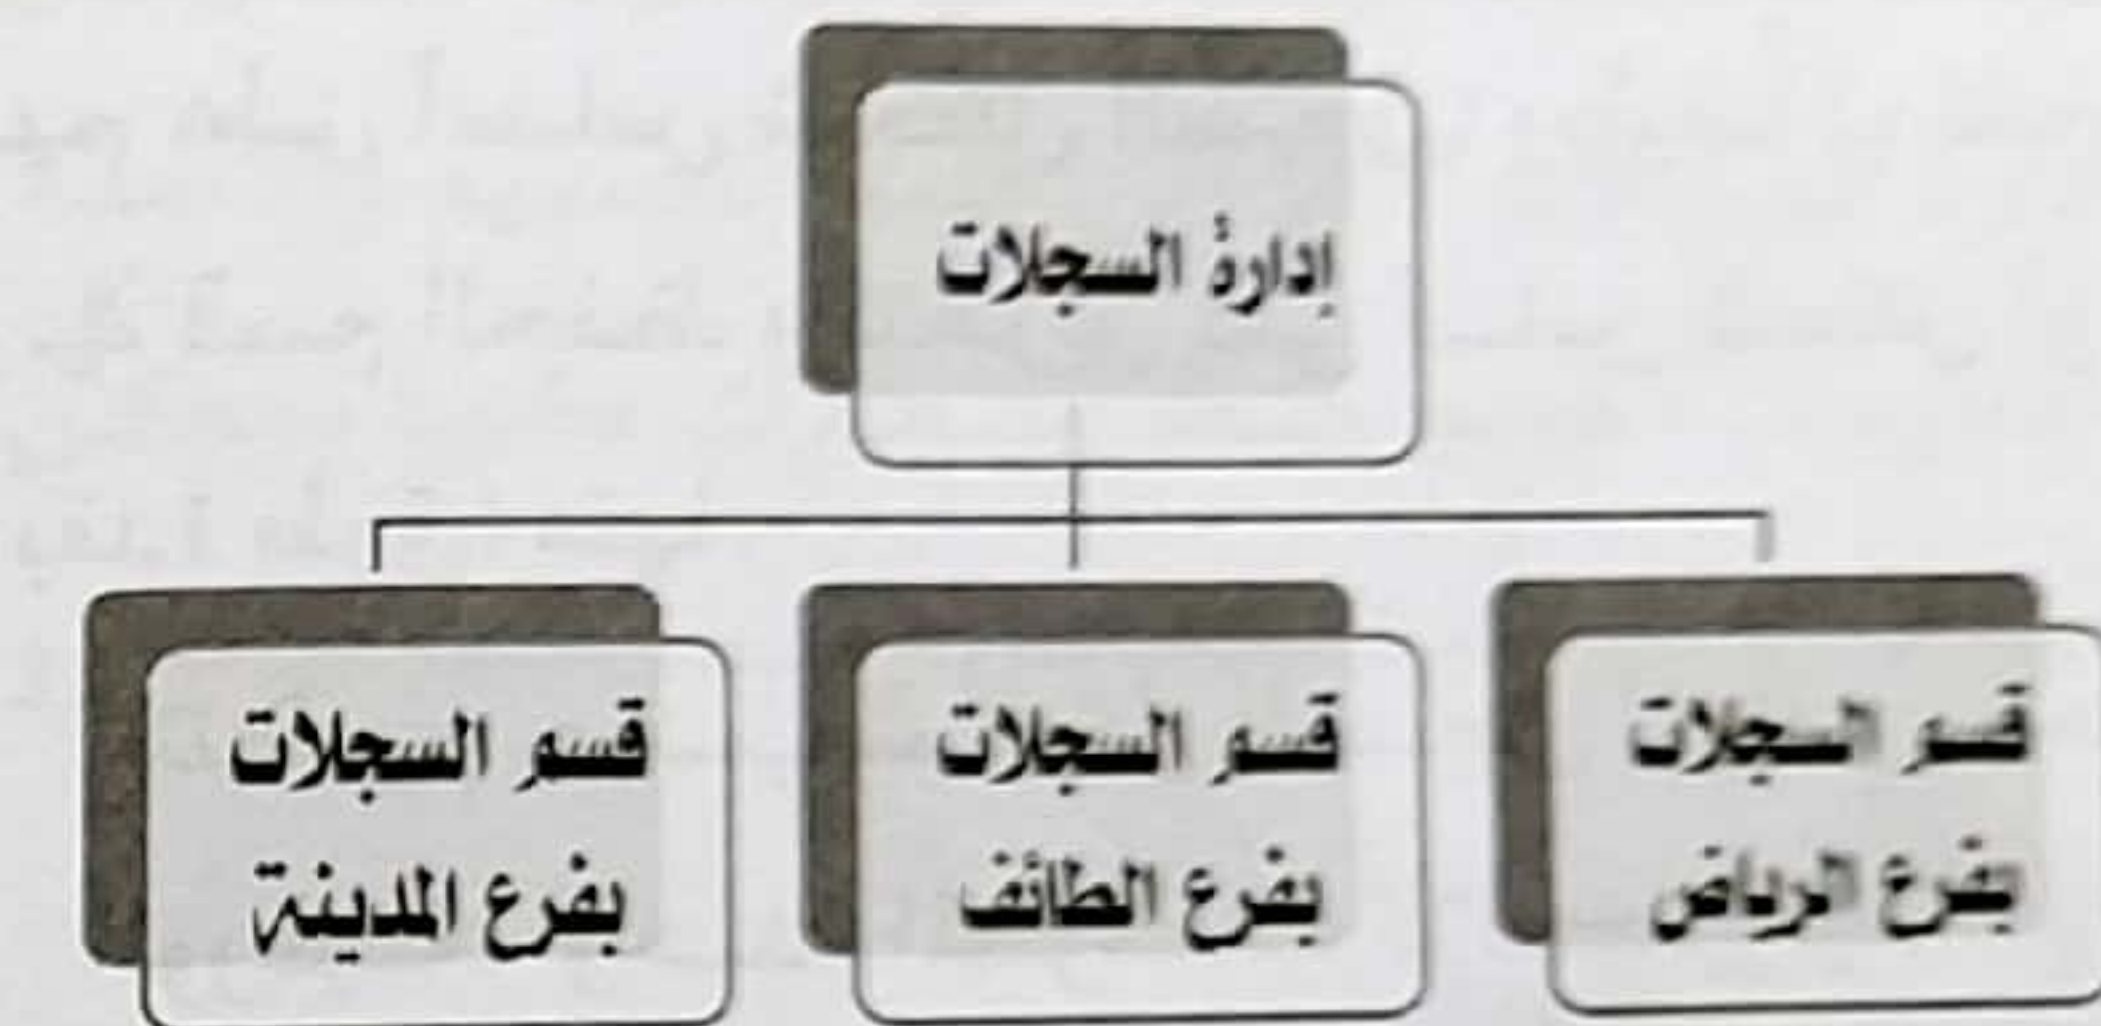 إدارة السجلات
قسم السجلات
بفرع الرياض
قسم السجلات
بفرع الطائف
قسم السجلات
بفرع المدينة